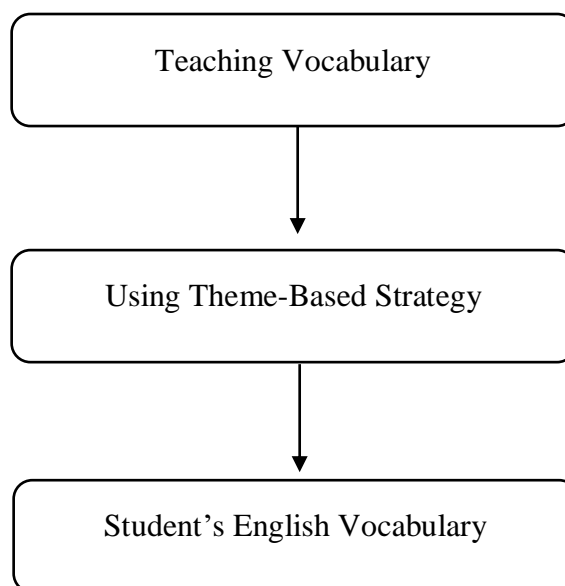 Teaching Vocabulary
Using Theme-Based Strategy
Student’s English Vocabulary